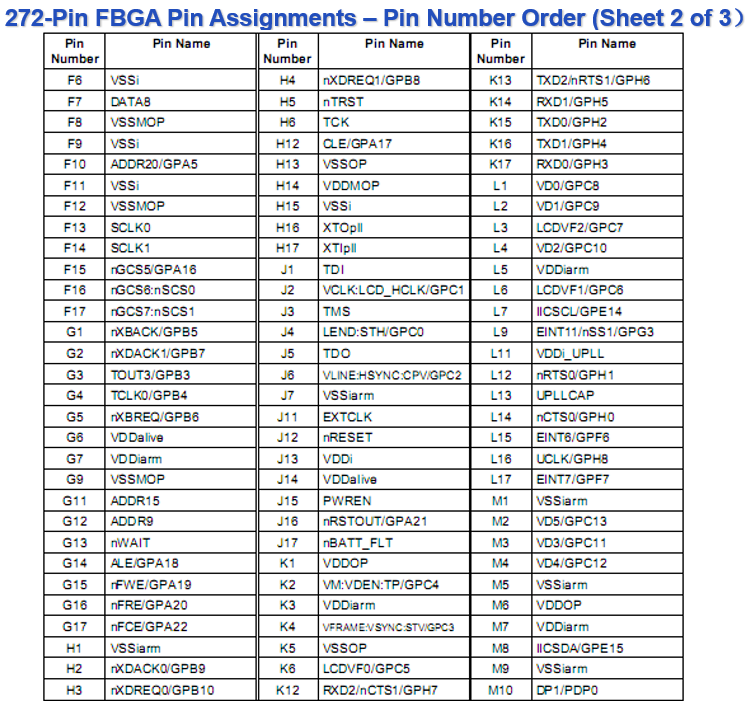 272-Pin FBGA Pin Assignments – Pin Number Order (Sheet 2 of 3）
Pin Number Pin Name Pin Number Pin Name Pin Number Pin Name
F6 VSSi H4 nXDREQ1/GPB8 K13 TXD2/nRTS1/GPH6
F7 DATA8 H5 nTRST K14 RXD1/GPH5
F8 VSSMOP H6 TCK K15 TXD0/GPH2
F9 VSSi H12 CLE/GPA17 K16 TXD1/GPH4
F10 ADDR20/GPA5 H13 VSSOP K17 RXD0/GPH3
F11 VSSi H14 VDDMOP L1 VD0/GPC8
F12 VSSMOP H15 VSSi L2 VD1/GPC9
F13 SCLK0 H16 XTOpll L3 LCDVF2/GPC7
F14 SCLK1 H17 XTIpll L4 VD2/GPC10
F15 nGCS5/GPA16 J1 TDI L5 VDDiarm
F16 nGCS6:nSCS0 J2 VCLK:LCD_HCLK/GPC1 L6 LCDVF1/GPC6
F17 nGCS7:nSCS1 J3 TMS L7 IICSCL/GPE14
G1 nXBACK/GPB5 J4 LEND:STH/GPC0 L9 EINT11/nSS1/GPG3
G2 nXDACK1/GPB7 J5 TDO L11 VDDi_UPLL
G3 TOUT3/GPB3 J6 VLINE:HSYNC:CPV/GPC2 L12 nRTS0/GPH1
G4 TCLK0/GPB4 J7 VSSiarm L13 UPLLCAP
G5 nXBREQ/GPB6 J11 EXTCLK L14 nCTS0/GPH0
G6 VDDalive J12 nRESET L15 EINT6/GPF6
G7 VDDiarm J13 VDDi L16 UCLK/GPH8
G9 VSSMOP J14 VDDalive L17 EINT7/GPF7
G11 ADDR15 J15 PWREN M1 VSSiarm
G12 ADDR9 J16 nRSTOUT/GPA21 M2 VD5/GPC13
G13 nWAIT J17 nBATT_FLT M3 VD3/GPC11
G14 ALE/GPA18 K1 VDDOP M4 VD4/GPC12
G15 nFWE/GPA19 K2 VM:VDEN:TP/GPC4 M5 VSSiarm
G16 nFRE/GPA20 K3 VDDiarm M6 VDDOP
G17 nFCE/GPA22 K4 VFRAME:VSYNC:STV/GPC3 M7 VDDiarm
H1 VSSiarm K5 VSSOP M8 IICSDA/GPE15
H2 nXDACK0/GPB9 K6 LCDVF0/GPC5 M9 VSSiarm
H3 nXDREQ0/GPB10 K12 RXD2/nCTS1/GPH7 M10 DP1/PDP0